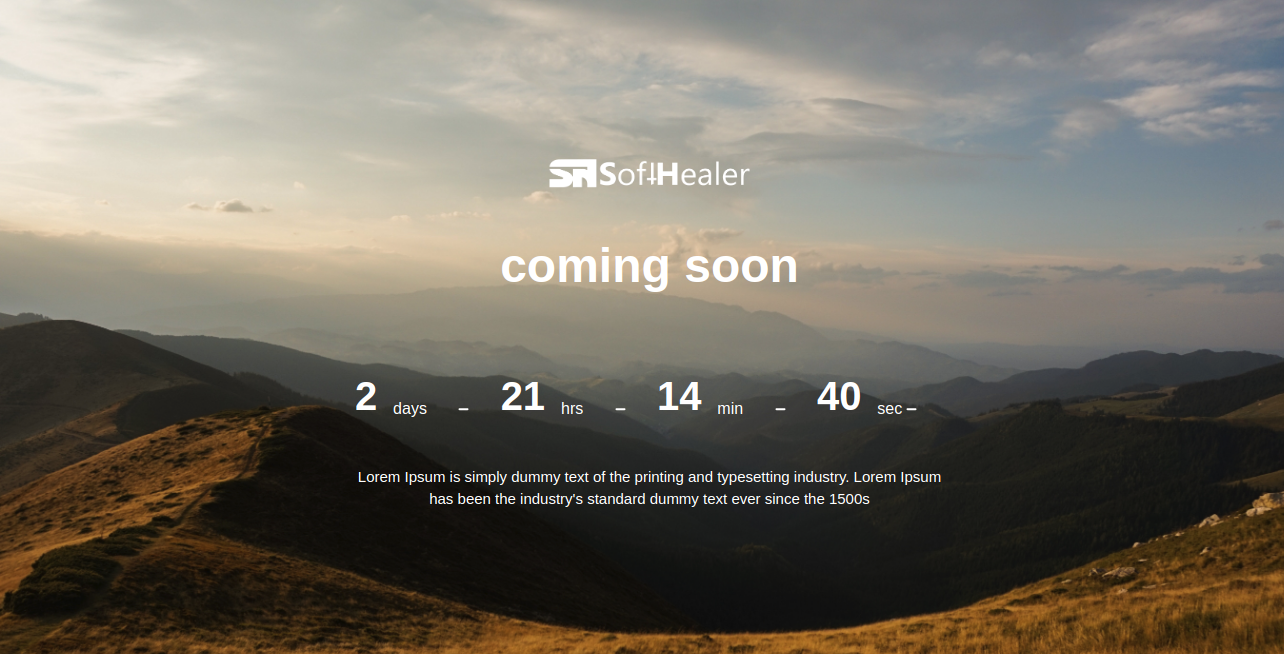 SH SoftHealer
coming soon
2 days – 21 hrs – 14 min – 40 sec –
Lorem Ipsum is simply dummy text of the printing and typesetting industry. Lorem Ipsum
has been the industry's standard dummy text ever since the 1500s